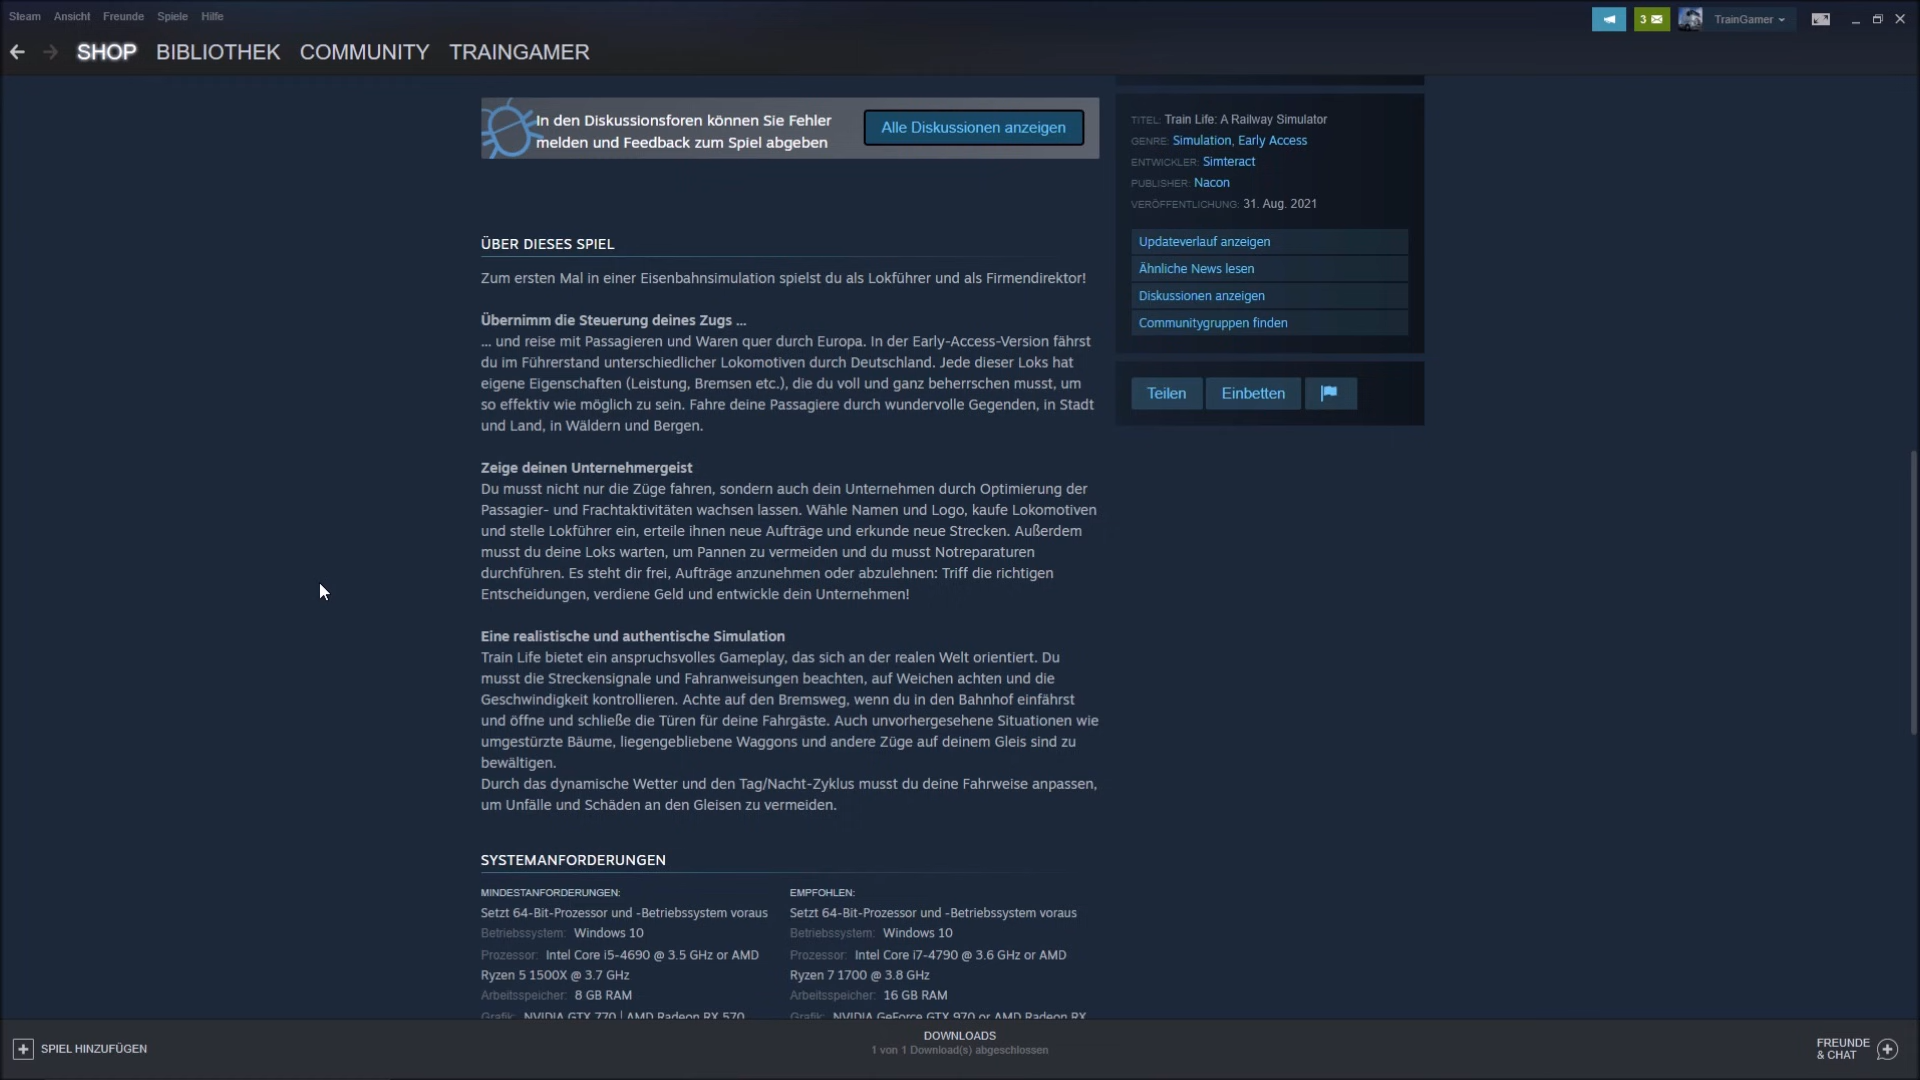 Steam Ansicht Freunde Spiele Hilfe
3 TrainGamer
SHOP BIBLIOTHEK COMMUNITY TRAINGAMER
In den Diskussionsforen können Sie Fehler
melden und Feedback zum Spiel abgeben
Alle Diskussionen anzeigen
ÜBER DIESES SPIEL
Zum ersten Mal in einer Eisenbahnsimulation spielst du als Lokführer und als Firmendirektor!
Übernimm die Steuerung deines Zugs ...
... und reise mit Passagieren und Waren quer durch Europa. In der Early-Access-Version fährst
du im Führerstand unterschiedlicher Lokomotiven durch Deutschland. Jede dieser Loks hat
eigene Eigenschaften (Leistung, Bremsen etc.), die du voll und ganz beherrschen musst, um
so effektiv wie möglich zu sein. Fahre deine Passagiere durch wundervolle Gegenden, in Stadt
und Land, in Wäldern und Bergen.
Zeige deinen Unternehmergeist
Du musst nicht nur die Züge fahren, sondern auch dein Unternehmen durch Optimierung der
Passagier- und Frachtaktivitäten wachsen lassen. Wähle Namen und Logo, kaufe Lokomotiven
und stelle Lokführer ein, erteile ihnen neue Aufträge und erkunde neue Strecken. Außerdem
musst du deine Loks warten, um Pannen zu vermeiden und du musst Notreparaturen
durchführen. Es steht dir frei, Aufträge anzunehmen oder abzulehnen: Triff die richtigen
Entscheidungen, verdiene Geld und entwickle dein Unternehmen!
Eine realistische und authentische Simulation
Train Life bietet ein anspruchsvolles Gameplay, das sich an der realen Welt orientiert. Du
musst die Streckensignale und Fahranweisungen beachten, auf Weichen achten und die
Geschwindigkeit kontrollieren. Achte auf den Bremsweg, wenn du in den Bahnhof einfährst
und öffne und schließe die Türen für deine Fahrgäste. Auch unvorhergesehene Situationen wie
umgestürzte Bäume, liegengebliebene Waggons und andere Züge auf deinem Gleis sind zu
bewältigen.
Durch das dynamische Wetter und den Tag/Nacht-Zyklus musst du deine Fahrweise anpassen,
um Unfälle und Schäden an den Gleisen zu vermeiden.
SYSTEMANFORDERUNGEN
MINDESTANFORDERUNGEN:
Setzt 64-Bit-Prozessor und -Betriebssystem voraus
Betriebssystem: Windows 10
Prozessor: Intel Core i5-4690 @ 3.5 GHz or AMD
Ryzen 5 1500X @ 3.7 GHz
Arbeitsspeicher: 8 GB RAM
Grafik: NVIDIA GTX 770 | AMD Radeon RX 570
EMPFOHLEN:
Setzt 64-Bit-Prozessor und -Betriebssystem voraus
Betriebssystem: Windows 10
Prozessor: Intel Core i7-4790 @ 3.6 GHz or AMD
Ryzen 7 1700 @ 3.8 GHz
Arbeitsspeicher: 16 GB RAM
Grafik: NVIDIA GeForce GTX 970 or AMD Radeon RX
TITEL: Train Life: A Railway Simulator
GENRE: Simulation, Early Access
ENTWICKLER: Simteract
PUBLISHER: Nacon
VERÖFFENTLICHUNG: 31. Aug. 2021
Updateverlauf anzeigen
Ähnliche News lesen
Diskussionen anzeigen
Communitygruppen finden
Teilen Einbetten
SPIEL HINZUFÜGEN
DOWNLOADS
1 von 1 Download(s) abgeschlossen
FREUNDE
& CHAT